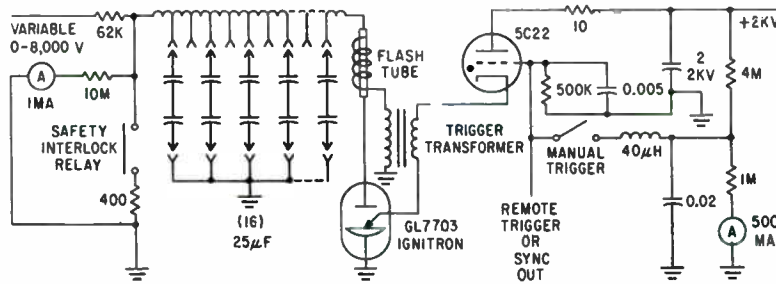 VARIABLE
0-8,000 V
62K
A
1MA
10M
SAFETY
INTERLOCK
RELAY
400
(16)
25μF
FLASH
TUBE
GL7703
IGNITRON
TRIGGER
TRANSFORMER
5C22
10
500K
0.005
2
2KV
+2KV
4M
MANUAL
TRIGGER
40μH
REMOTE
TRIGGER
OR
SYNC
OUT
0.02
1M
A
500
MA